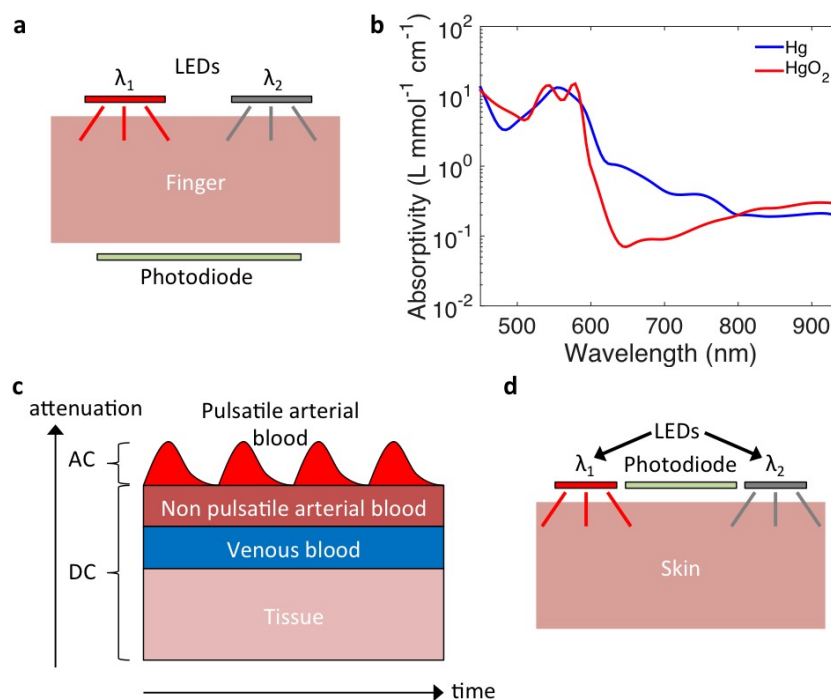 a
LEDs
λ1
λ2
Finger
Photodiode
b
Absorptivity (L mmol-1 cm-1)
10^2
10^1
10^0
10^-1
10^-2
Hg
HgO2
500
600
700
800
900
Wavelength (nm)
c
attenuation
Pulsatile arterial
blood
AC
Non pulsatile arterial blood
Venous blood
DC
Tissue
time
d
LEDs
λ1
Photodiode
λ2
Skin